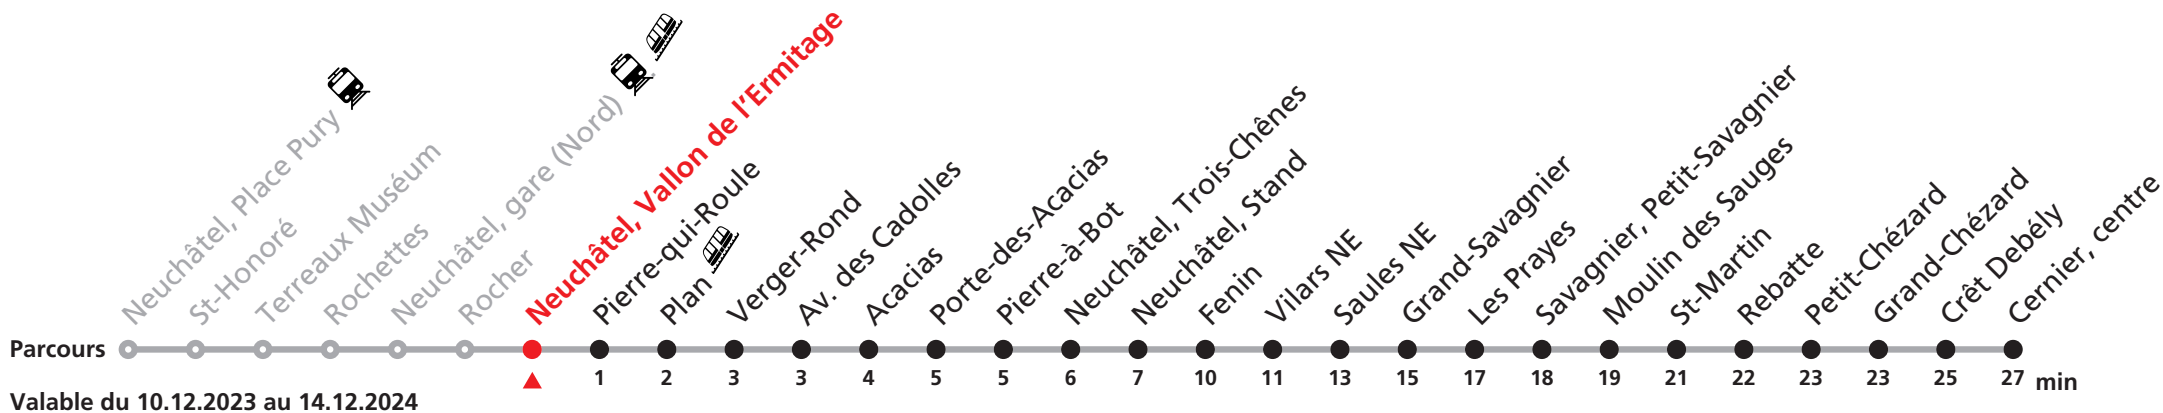 Neuchâtel, Place Pury
St-Honoré
Terreaux Muséum
Rochettes
Neuchâtel, gare (Nord)
Rocher
Neuchâtel, Vallon de l'Ermitage
Pierre-qui-Roule
Plan
Verger-Rond
Av. des Cadolles
Acacias
Porte-des-Acacias
Pierre-à-Bot
Neuchâtel, Trois-Chênes
Neuchâtel, Stand
Fenin
Vilars NE
Saules NE
Grand-Savagnier
Les Prayes
Savagnier, Petit-Savagnier
Moulin des Sauges
St-Martin
Rebatte
Petit-Chézard
Grand-Chézard
Crêt Debély
Cernier, centre
Parcours
1 2 3 3 4 5 5 6 7 10 11 13 15 17 18 19 21 22 23 23 25 27 min
Valable du 10.12.2023 au 14.12.2024